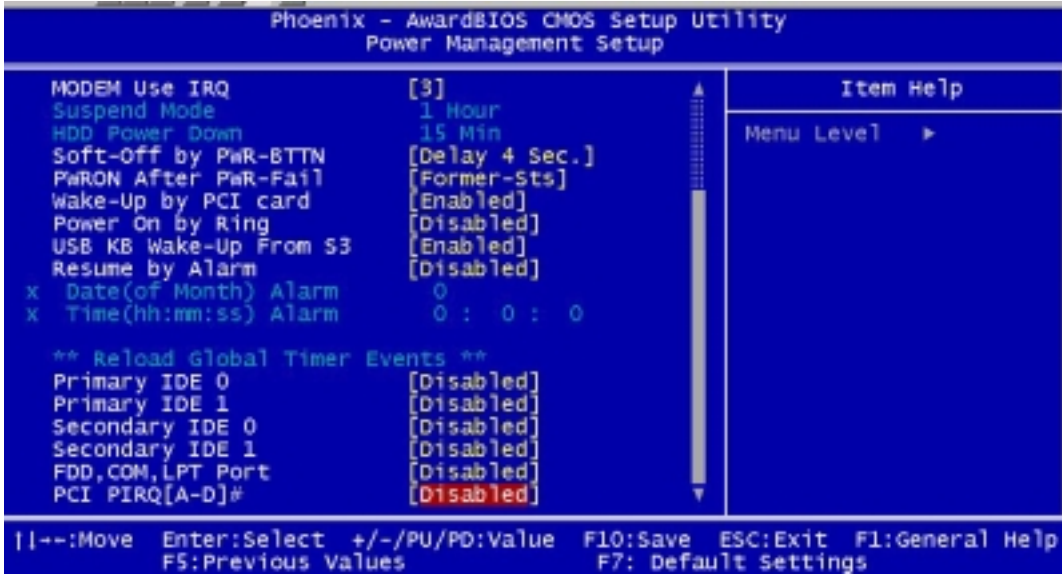 Phoenix - AwardBIOS CMOS Setup Utility
Power Management Setup
MODEM Use IRQ [3]
Suspend Mode 1 Hour
HDD Power Down 15 Min
Soft-Off by PWR-BTTN [Delay 4 Sec.]
PWRON After PWR-Fail [Former-Sts]
Wake-Up by PCI card [Enabled]
Power On by Ring [Disabled]
USB KB Wake-Up From S3 [Enabled]
Resume by Alarm [Disabled]
x Date(of Month) Alarm 0
x Time(hh:mm:ss) Alarm 0 : 0 : 0
** Reload Global Timer Events **
Primary IDE 0 [Disabled]
Primary IDE 1 [Disabled]
Secondary IDE 0 [Disabled]
Secondary IDE 1 [Disabled]
FDD,COM,LPT Port [Disabled]
PCI PIRQ[A-D]# [Disabled]
Item Help
Menu Level ►
↑↓→←:Move Enter:Select +/-/PU/PD:Value F10:Save ESC:Exit F1:General Help
F5:Previous Values F7: Default Settings